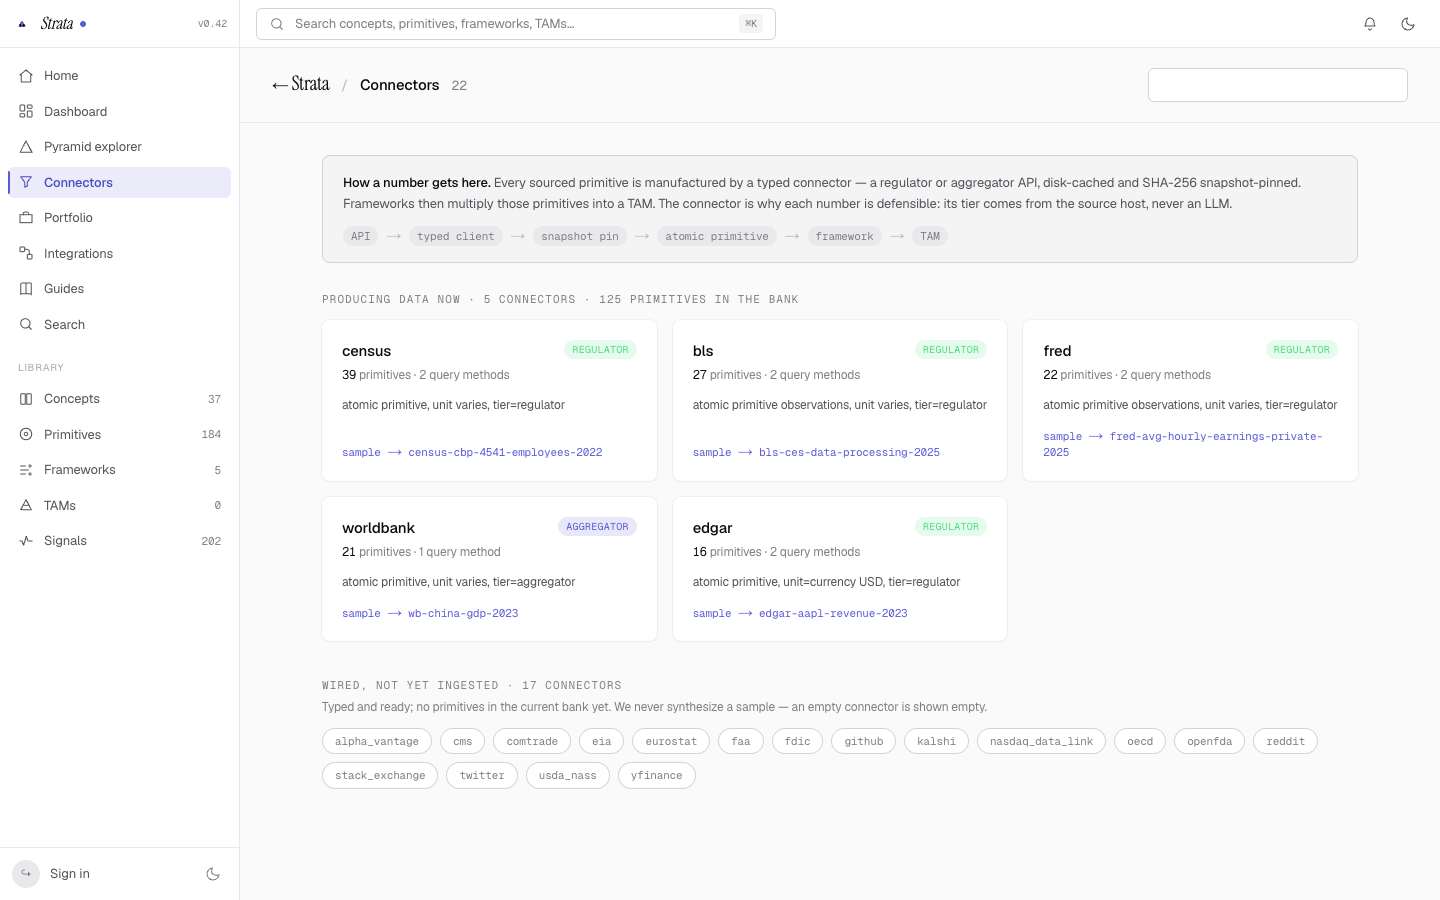 Strata
v0.42
Search concepts, primitives, frameworks, TAMs...
⌘K
Home
Dashboard
Pyramid explorer
Connectors
Portfolio
Integrations
Guides
Search
LIBRARY
Concepts 37
Primitives 184
Frameworks 5
TAMs 0
Signals 202
Sign in
← Strata / Connectors 22
How a number gets here. Every sourced primitive is manufactured by a typed connector — a regulator or aggregator API, disk-cached and SHA-256 snapshot-pinned.
Frameworks then multiply those primitives into a TAM. The connector is why each number is defensible: its tier comes from the source host, never an LLM.
API → typed client → snapshot pin → atomic primitive → framework → TAM
PRODUCING DATA NOW · 5 CONNECTORS · 125 PRIMITIVES IN THE BANK
census REGULATOR
39 primitives · 2 query methods
atomic primitive, unit varies, tier=regulator
sample → census-cbp-4541-employees-2022
bls REGULATOR
27 primitives · 2 query methods
atomic primitive observations, unit varies, tier=regulator
sample → bls-ces-data-processing-2025
fred REGULATOR
22 primitives · 2 query methods
atomic primitive observations, unit varies, tier=regulator
sample → fred-avg-hourly-earnings-private-
2025
worldbank AGGREGATOR
21 primitives · 1 query method
atomic primitive, unit varies, tier=aggregator
sample → wb-china-gdp-2023
edgar REGULATOR
16 primitives · 2 query methods
atomic primitive, unit=currency USD, tier=regulator
sample → edgar-aapl-revenue-2023
WIRED, NOT YET INGESTED · 17 CONNECTORS
Typed and ready; no primitives in the current bank yet. We never synthesize a sample — an empty connector is shown empty.
alpha_vantage cms comtrade eia eurostat faa fdic github kalshi nasdaq_data_link oecd openfda reddit
stack_exchange twitter usda_nass yfinance